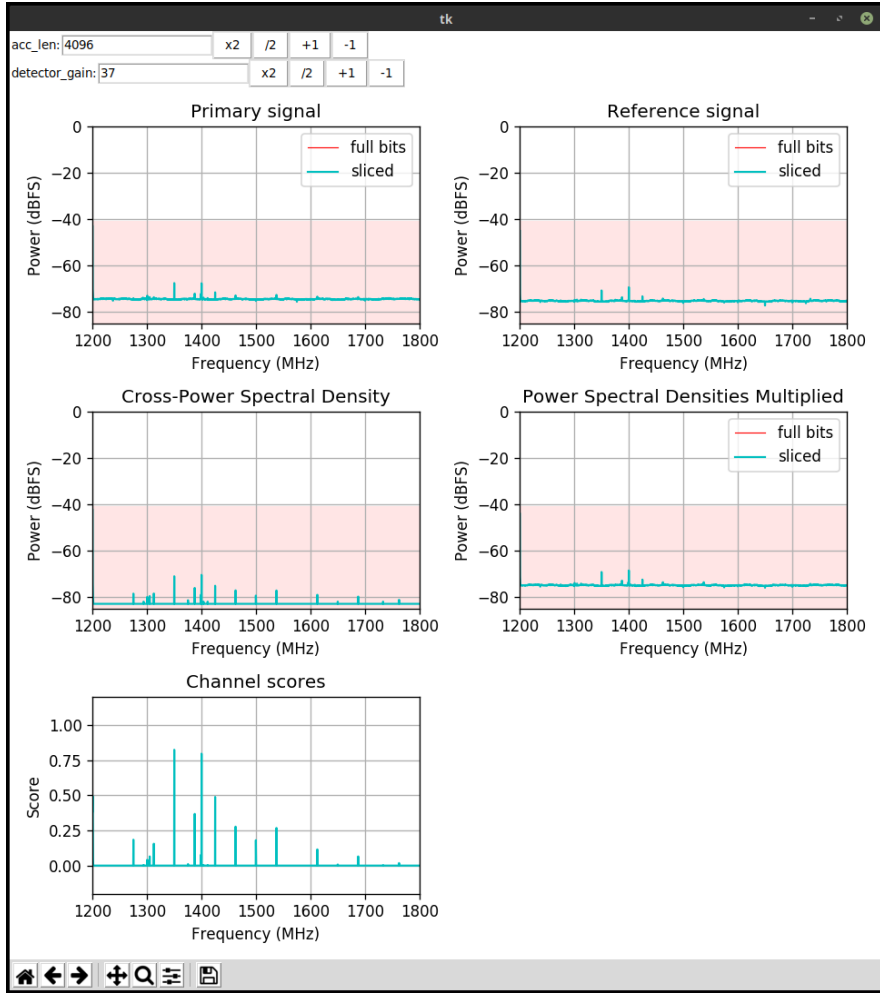 tk
acc_len: 4096 x2 /2 +1 -1
detector_gain: 37 x2 /2 +1 -1
Primary signal
0
−20
−40
−60
−80
Power (dBFS)
full bits
sliced
1200 1300 1400 1500 1600 1700 1800
Frequency (MHz)
Reference signal
0
−20
−40
−60
−80
Power (dBFS)
full bits
sliced
1200 1300 1400 1500 1600 1700 1800
Frequency (MHz)
Cross-Power Spectral Density
0
−20
−40
−60
−80
Power (dBFS)
1200 1300 1400 1500 1600 1700 1800
Frequency (MHz)
Power Spectral Densities Multiplied
0
−20
−40
−60
−80
Power (dBFS)
full bits
sliced
1200 1300 1400 1500 1600 1700 1800
Frequency (MHz)
Channel scores
1.00
0.75
0.50
0.25
0.00
Score
1200 1300 1400 1500 1600 1700 1800
Frequency (MHz)